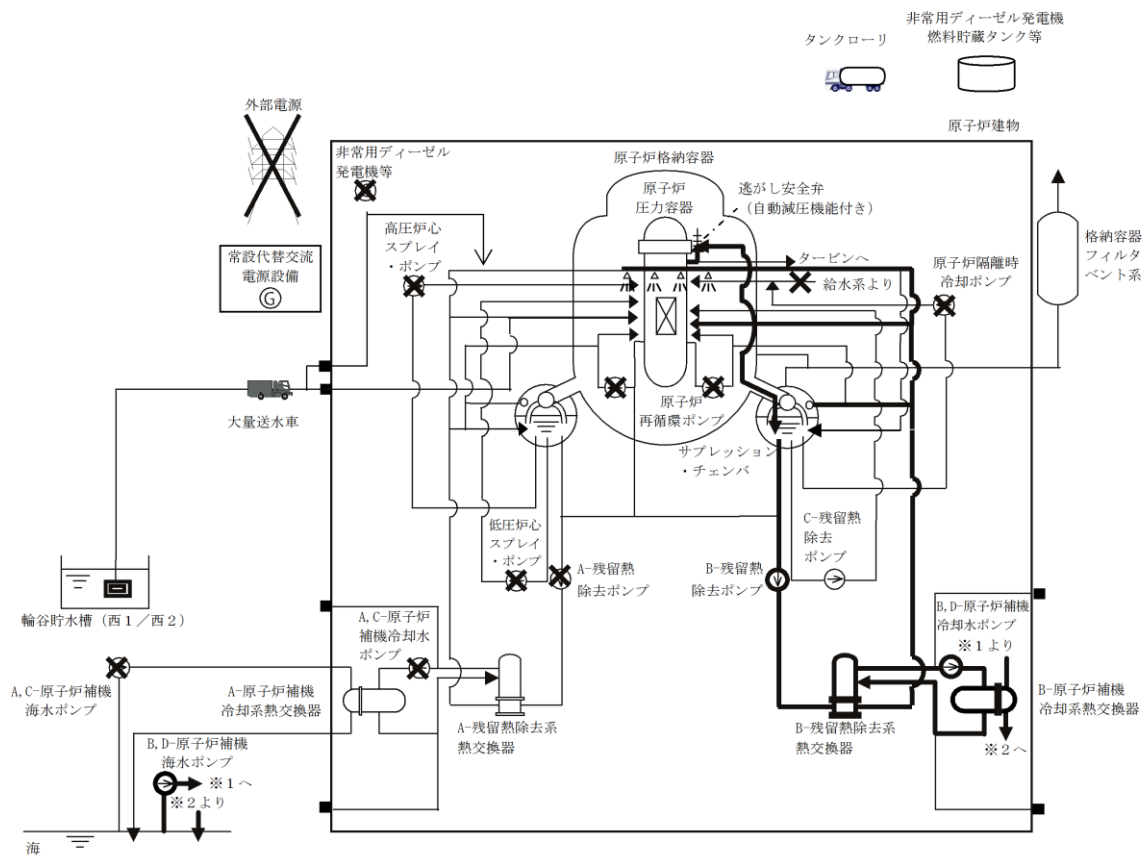 タンクローリ
非常用ディーゼル発電機
燃料貯蔵タンク等
外部電源
原子炉建物
非常用ディーゼル
発電機等
原子炉格納容器
原子炉
圧力容器
逃がし安全弁
（自動減圧機能付き）
高圧炉心
スプレイ
・ポンプ
常設代替交流
電源設備
G
タービンへ
給水系より
原子炉隔離時
冷却ポンプ
格納容器
フィルタ
ベント系
大量送水車
原子炉
再循環ポンプ
サプレッション
・チェンバ
低圧炉心
スプレイ
・ポンプ
A-残留熱
除去ポンプ
B-残留熱
除去ポンプ
C-残留熱
除去
ポンプ
輪谷貯水槽（西１／西２）
A,C-原子炉
補機冷却水
ポンプ
B,D-原子炉補機
冷却水ポンプ
※１より
A,C-原子炉補機
海水ポンプ
A-原子炉補機
冷却系熱交換器
A-残留熱除去系
熱交換器
B-残留熱除去系
熱交換器
B-原子炉補機
冷却系熱交換器
※２へ
B,D-原子炉補機
海水ポンプ
※１へ
※２より
海